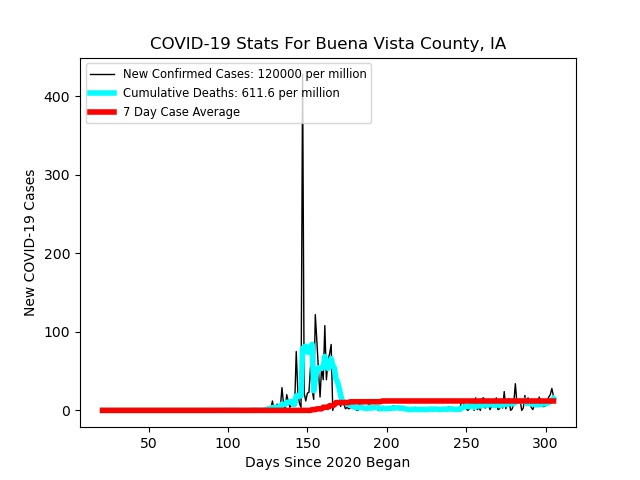 COVID-19 Stats For Buena Vista County, IA
New Confirmed Cases: 120000 per million
Cumulative Deaths: 611.6 per million
7 Day Case Average
400
300
200
100
0
New COVID-19 Cases
50 100 150 200 250 300
Days Since 2020 Began